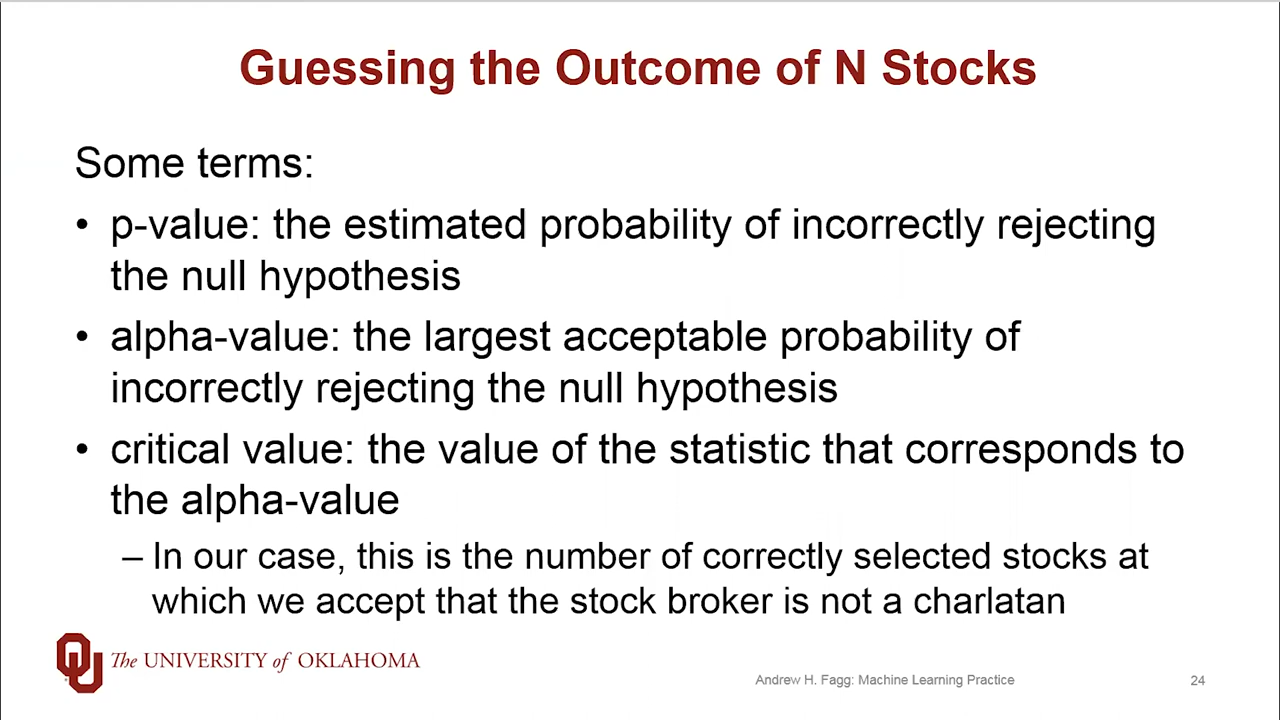 Guessing the Outcome of N Stocks
Some terms:
• p-value: the estimated probability of incorrectly rejecting
the null hypothesis
• alpha-value: the largest acceptable probability of
incorrectly rejecting the null hypothesis
• critical value: the value of the statistic that corresponds to
the alpha-value
– In our case, this is the number of correctly selected stocks at
which we accept that the stock broker is not a charlatan
The UNIVERSITY of OKLAHOMA
Andrew H. Fagg: Machine Learning Practice
24